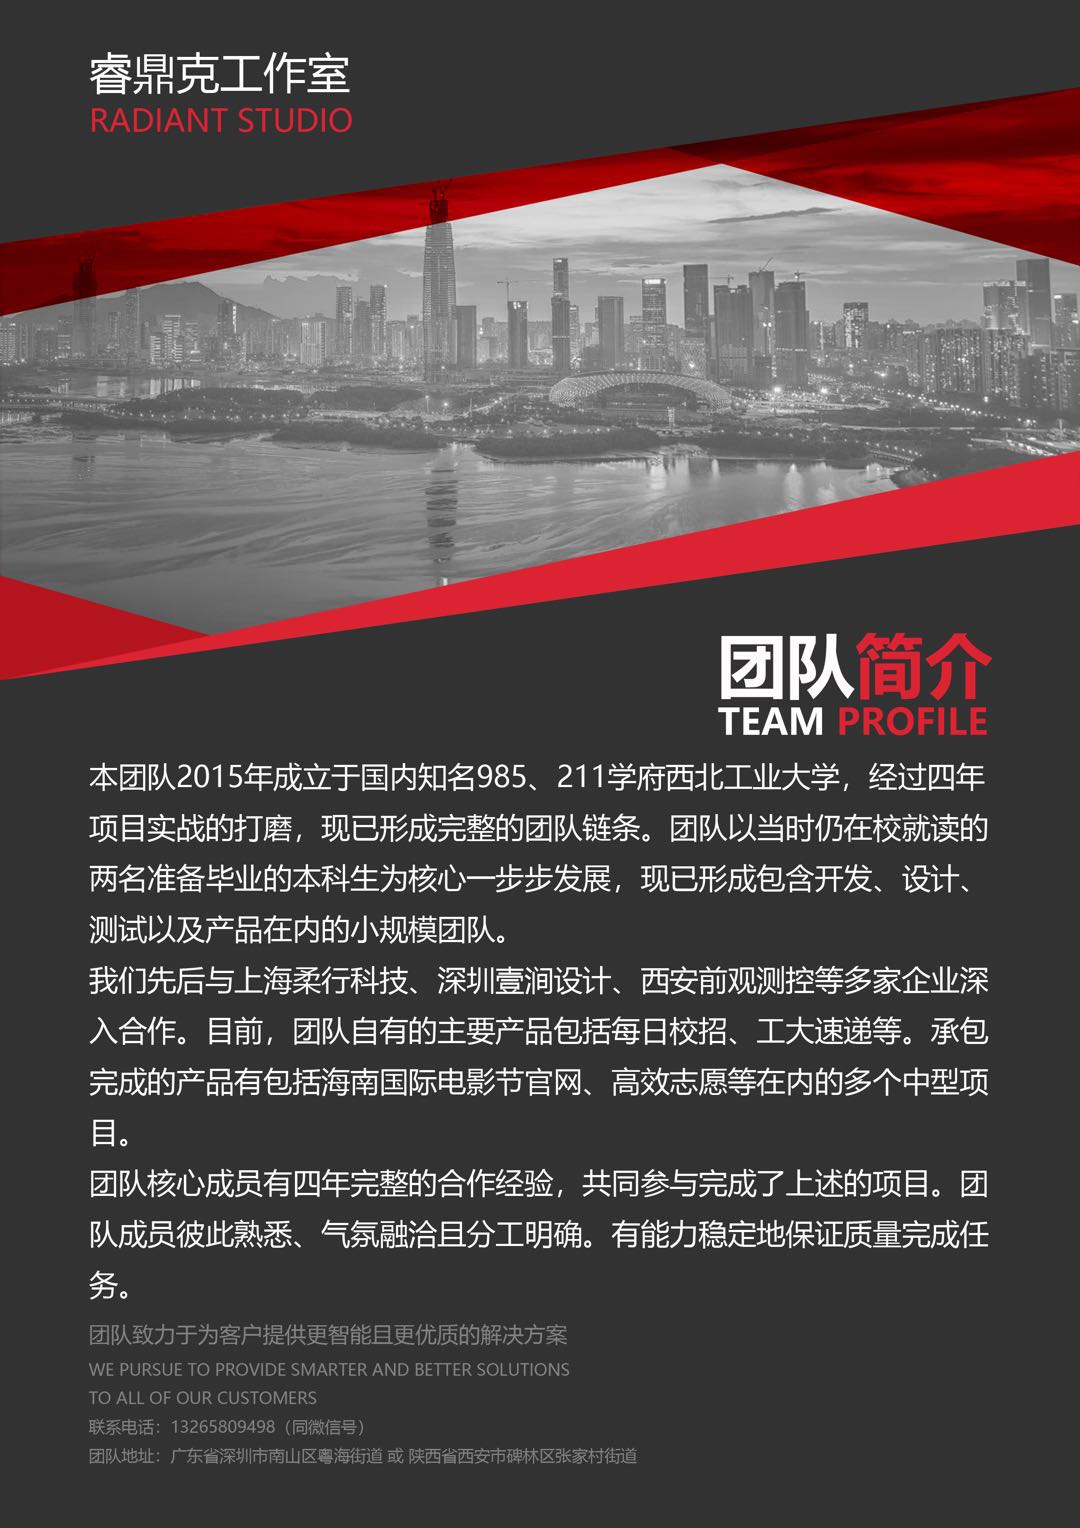 睿鼎克工作室
RADIANT STUDIO
团队简介
TEAM PROFILE
本团队2015年成立于国内知名985、211学府西北工业大学，经过四年
项目实战的打磨，现已形成完整的团队链条。团队以当时仍在校就读的
两名准备毕业的本科生为核心一步步发展，现已形成包含开发、设计、
测试以及产品在内的小规模团队。
我们先后与上海柔行科技、深圳壹涧设计、西安前观测控等多家企业深
入合作。目前，团队自有的主要产品包括每日校招、工大速递等。承包
完成的产品有包括海南国际电影节官网、高效志愿等在内的多个中型项
目。
团队核心成员有四年完整的合作经验，共同参与完成了上述的项目。团
队成员彼此熟悉、气氛融洽且分工明确。有能力稳定地保证质量完成任
务。
团队致力于为客户提供更智能且更优质的解决方案
WE PURSUE TO PROVIDE SMARTER AND BETTER SOLUTIONS
TO ALL OF OUR CUSTOMERS
联系电话：13265809498（同微信号）
团队地址：广东省深圳市南山区粤海街道 或 陕西省西安市碑林区张家村街道